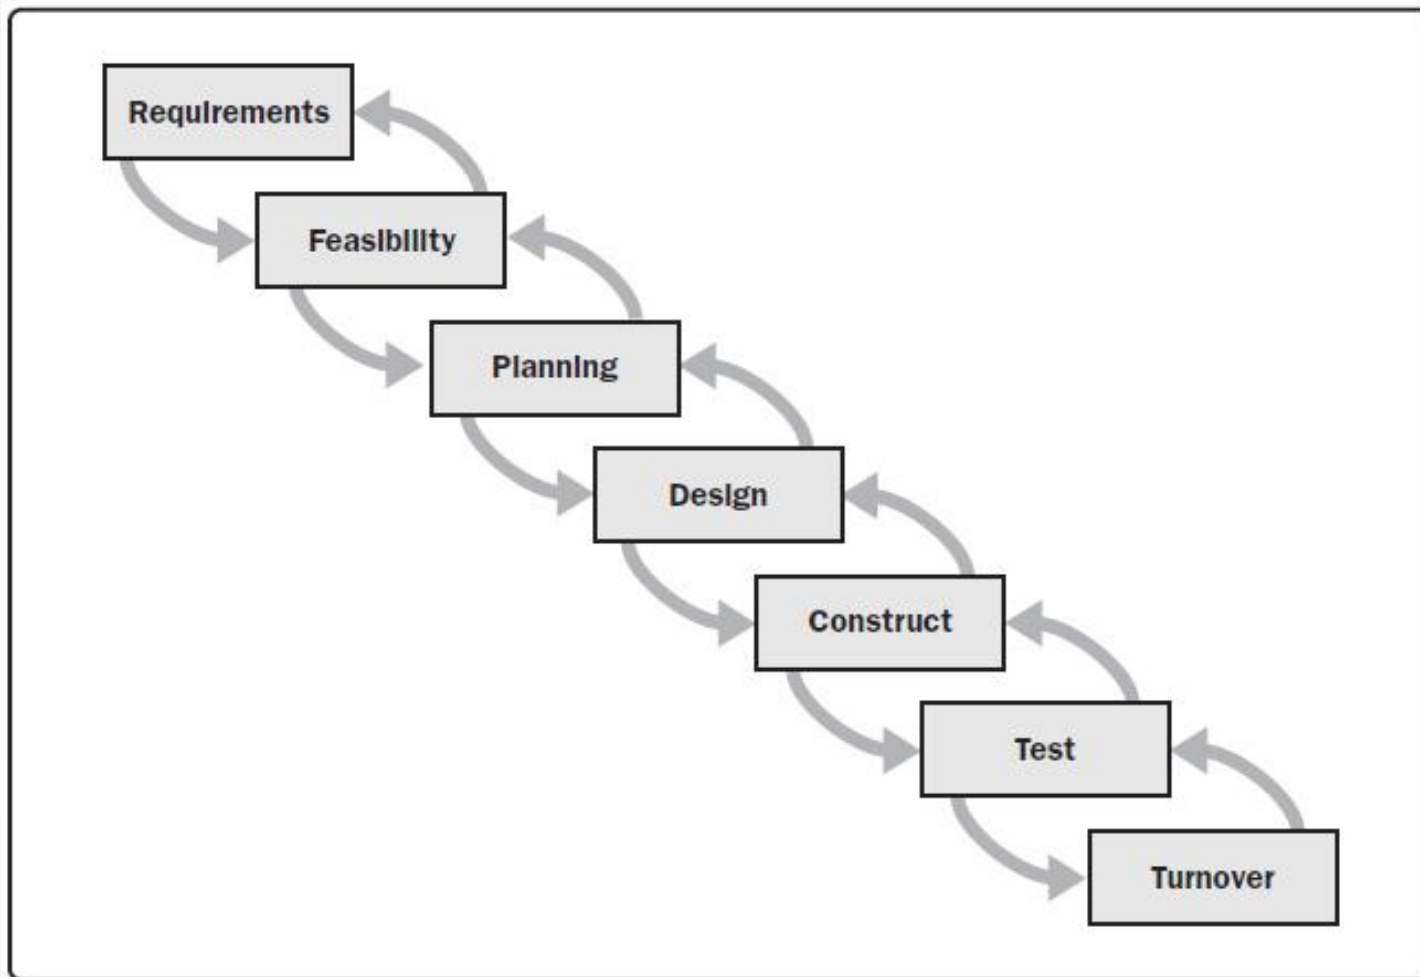 Requirements
Feasibility
Planning
Design
Construct
Test
Turnover